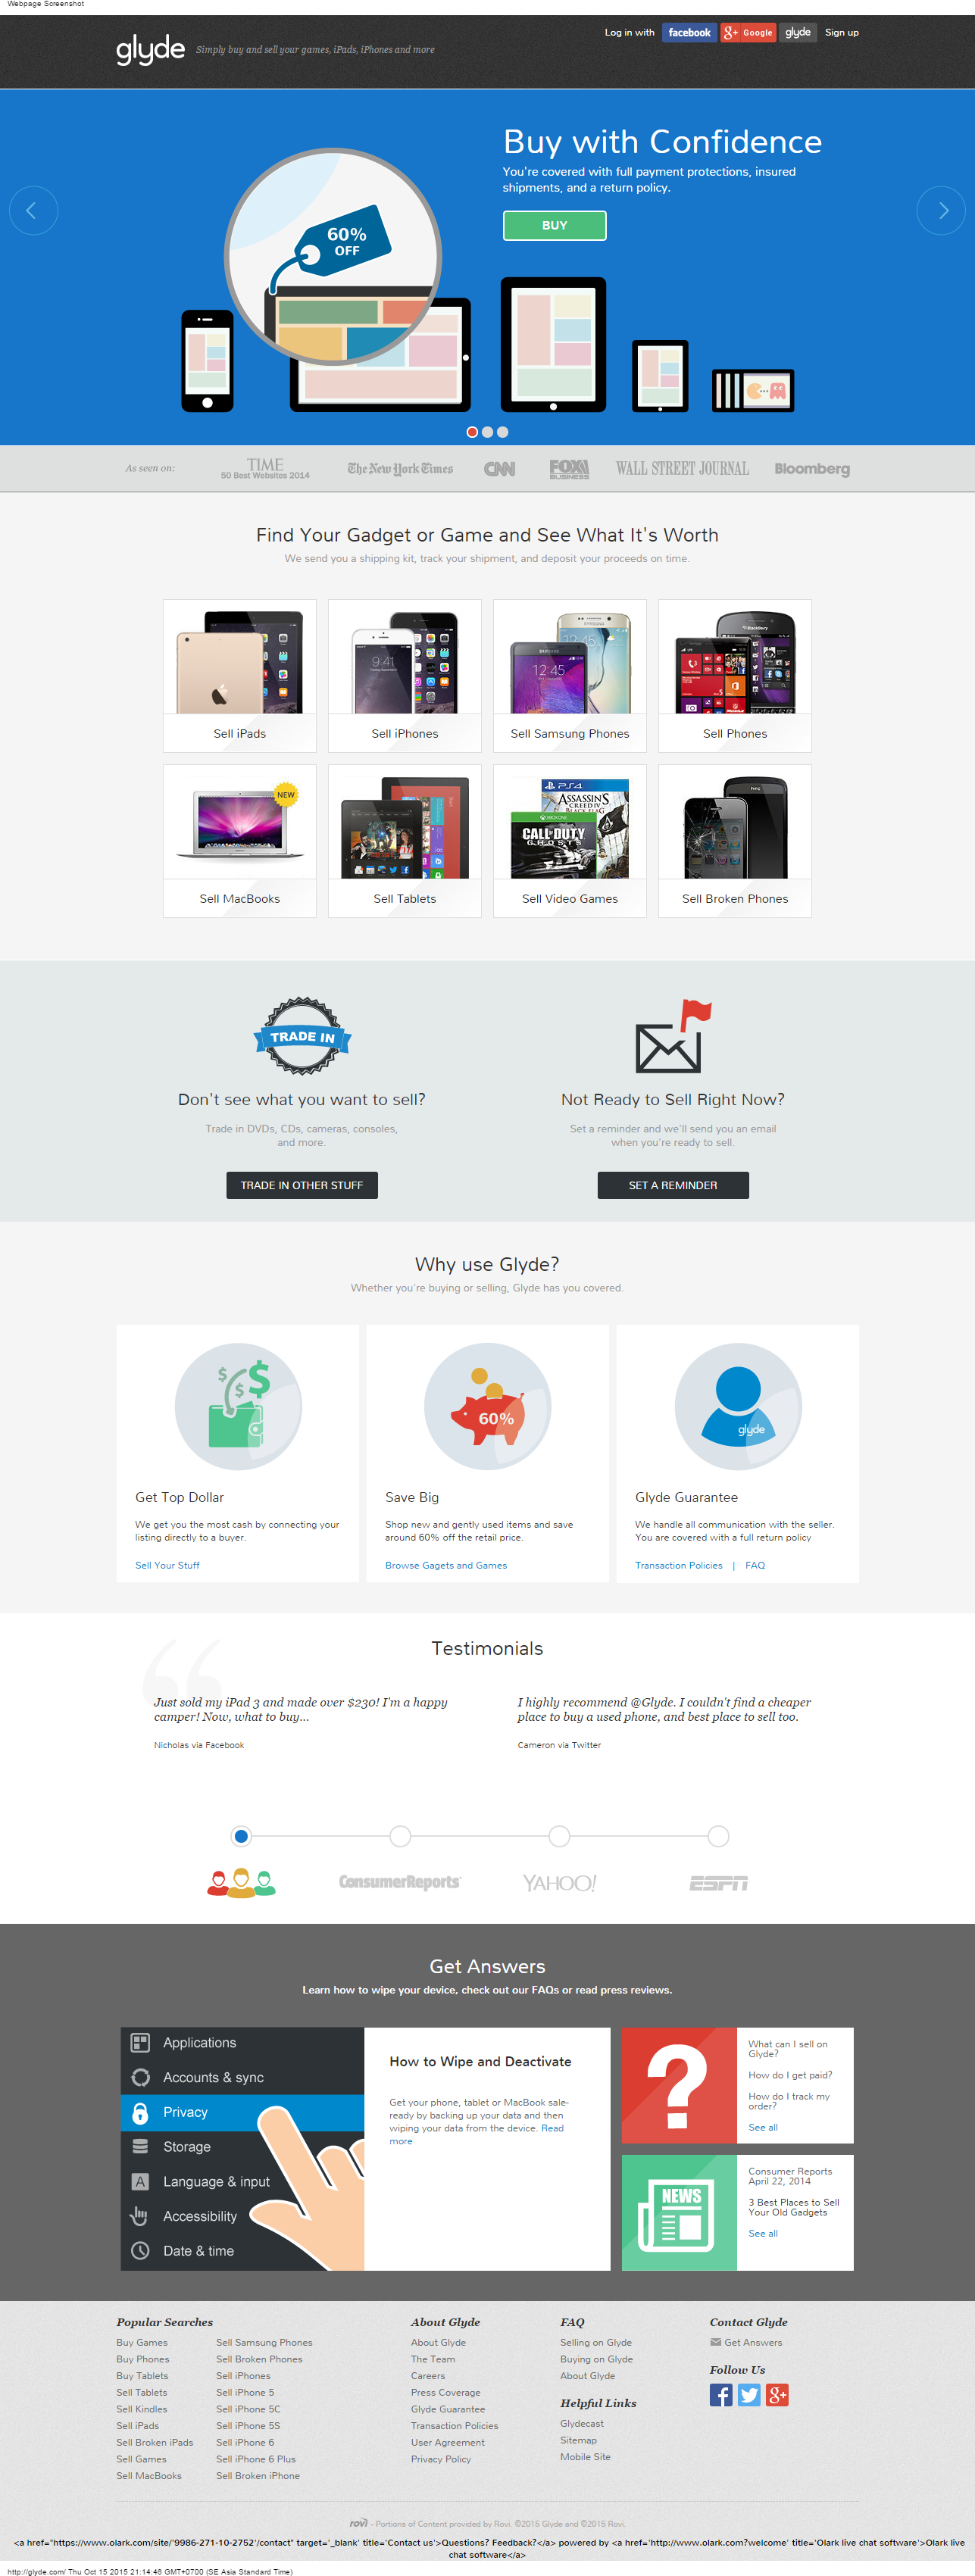 Webpage Screenshot
glyde
Simply buy and sell your games, iPads, iPhones and more
Log in with facebook Google glyde Sign up
Buy with Confidence
You're covered with full payment protections, insured
shipments, and a return policy.
BUY
60%
OFF
As seen on:
TIME
50 Best Websites 2014
The New York Times
CNN
FOX
BUSINESS
WALL STREET JOURNAL
Bloomberg
Find Your Gadget or Game and See What It's Worth
We send you a shipping kit, track your shipment, and deposit your proceeds on time.
9:41
12:45
12:45
BlackBerry
Sell iPads
Sell iPhones
Sell Samsung Phones
Sell Phones
NEW
PS4
ASSASSIN'S
CREED IV
BLACK FLAG
XBOX ONE
CALL OF DUTY
GHOSTS
hTC
Sell MacBooks
Sell Tablets
Sell Video Games
Sell Broken Phones
TRADE IN
Don't see what you want to sell?
Trade in DVDs, CDs, cameras, consoles,
and more.
TRADE IN OTHER STUFF
Not Ready to Sell Right Now?
Set a reminder and we'll send you an email
when you're ready to sell.
SET A REMINDER
Why use Glyde?
Whether you're buying or selling, Glyde has you covered.
60%
glyde
Get Top Dollar
We get you the most cash by connecting your
listing directly to a buyer.
Sell Your Stuff
Save Big
Shop new and gently used items and save
around 60% off the retail price.
Browse Gagets and Games
Glyde Guarantee
We handle all communication with the seller.
You are covered with a full return policy
Transaction Policies | FAQ
Testimonials
Just sold my iPad 3 and made over $230! I'm a happy
camper! Now, what to buy...
Nicholas via Facebook
I highly recommend @Glyde. I couldn't find a cheaper
place to buy a used phone, and best place to sell too.
Cameron via Twitter
ConsumerReports
YAHOO!
ESPN
Get Answers
Learn how to wipe your device, check out our FAQs or read press reviews.
Applications
Accounts & sync
Privacy
Storage
Language & input
Accessibility
Date & time
How to Wipe and Deactivate
Get your phone, tablet or MacBook sale-
ready by backing up your data and then
wiping your data from the device. Read
more
What can I sell on
Glyde?
How do I get paid?
How do I track my
order?
See all
NEWS
Consumer Reports
April 22, 2014
3 Best Places to Sell
Your Old Gadgets
See all
Popular Searches
Buy Games
Buy Phones
Buy Tablets
Sell Tablets
Sell Kindles
Sell iPads
Sell Broken iPads
Sell Games
Sell MacBooks
Sell Samsung Phones
Sell Broken Phones
Sell iPhones
Sell iPhone 5
Sell iPhone 5C
Sell iPhone 5S
Sell iPhone 6
Sell iPhone 6 Plus
Sell Broken iPhone
About Glyde
About Glyde
The Team
Careers
Press Coverage
Glyde Guarantee
Transaction Policies
User Agreement
Privacy Policy
FAQ
Selling on Glyde
Buying on Glyde
About Glyde
Helpful Links
Glydecast
Sitemap
Mobile Site
Contact Glyde
Get Answers
Follow Us
rovi - Portions of Content provided by Rovi. ©2015 Glyde and ©2015 Rovi.
<a href="https://www.olark.com/site/'9986-271-10-2752'/contact" target='_blank' title='Contact us'>Questions? Feedback?</a> powered by <a href='http://www.olark.com?welcome' title='Olark live chat software'>Olark live
chat software</a>
http://glyde.com/ Thu Oct 15 2015 21:14:46 GMT+0700 (SE Asia Standard Time)